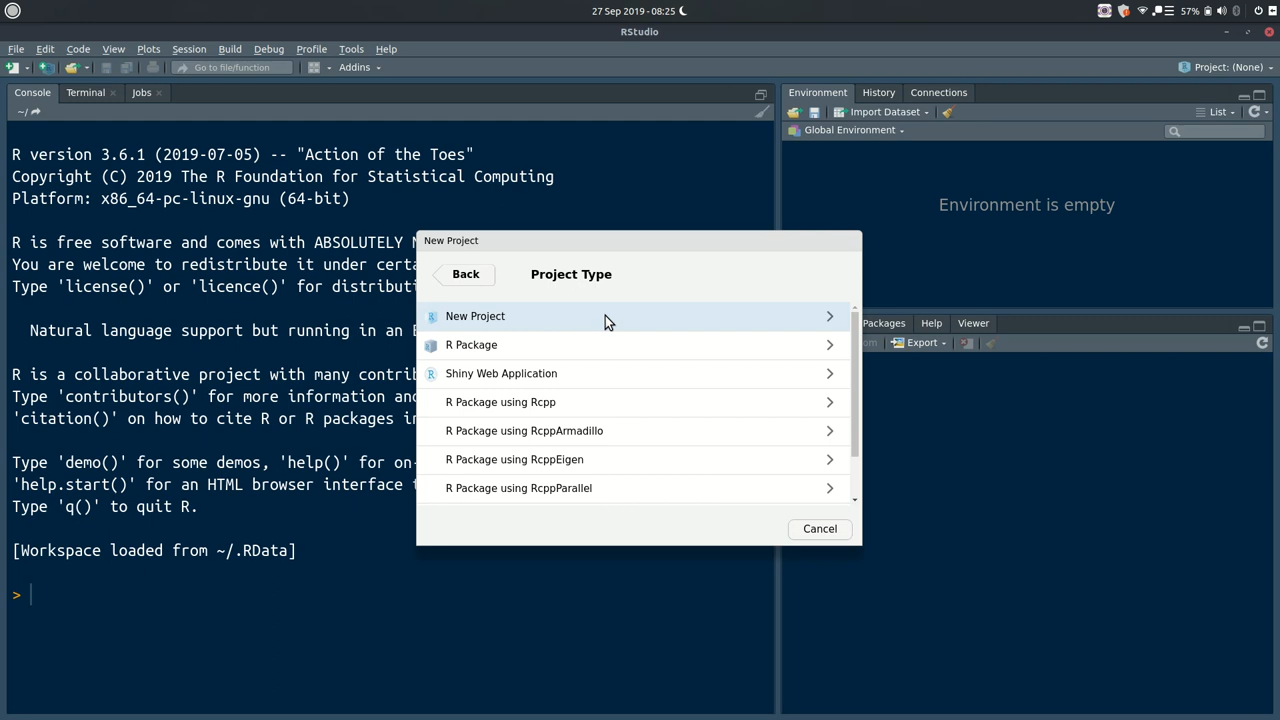 27 Sep 2019 - 08:25
57%
RStudio
File Edit Code View Plots Session Build Debug Profile Tools Help
Go to file/function
Addins
Project: (None)
Console Terminal Jobs
~/
R version 3.6.1 (2019-07-05) -- "Action of the Toes"
Copyright (C) 2019 The R Foundation for Statistical Computing
Platform: x86_64-pc-linux-gnu (64-bit)
R is free software and comes with ABSOLUTELY
You are welcome to redistribute it under
Type 'license()' or 'licence()' for
Natural language support but running in an
R is a collaborative project with many
Type 'contributors()' for more information
'citation()' on how to cite R or R packages
Type 'demo()' for some demos, 'help()' for
'help.start()' for an HTML browser interface
Type 'q()' to quit R.
[Workspace loaded from ~/.RData]
>
New Project
Back
Project Type
New Project
R Package
Shiny Web Application
R Package using Rcpp
R Package using RcppArmadillo
R Package using RcppEigen
R Package using RcppParallel
Cancel
Environment History Connections
Import Dataset
List
Global Environment
Environment is empty
Packages Help Viewer
Export